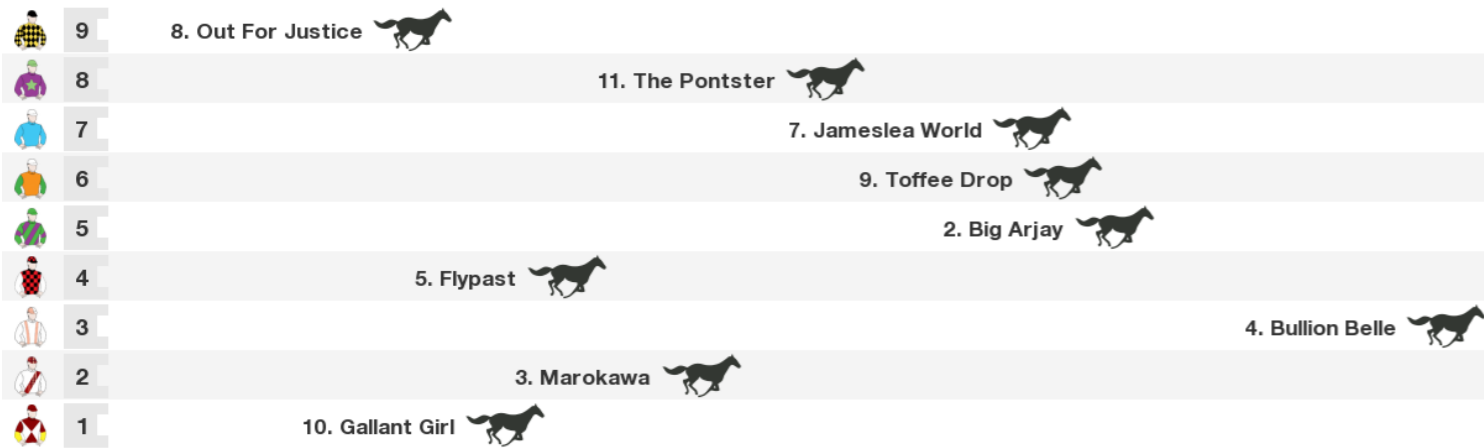 9 8. Out For Justice
8 11. The Pontster
7 7. Jameslea World
6 9. Toffee Drop
5 2. Big Arjay
4 5. Flypast
3 4. Bullion Belle
2 3. Marokawa
1 10. Gallant Girl